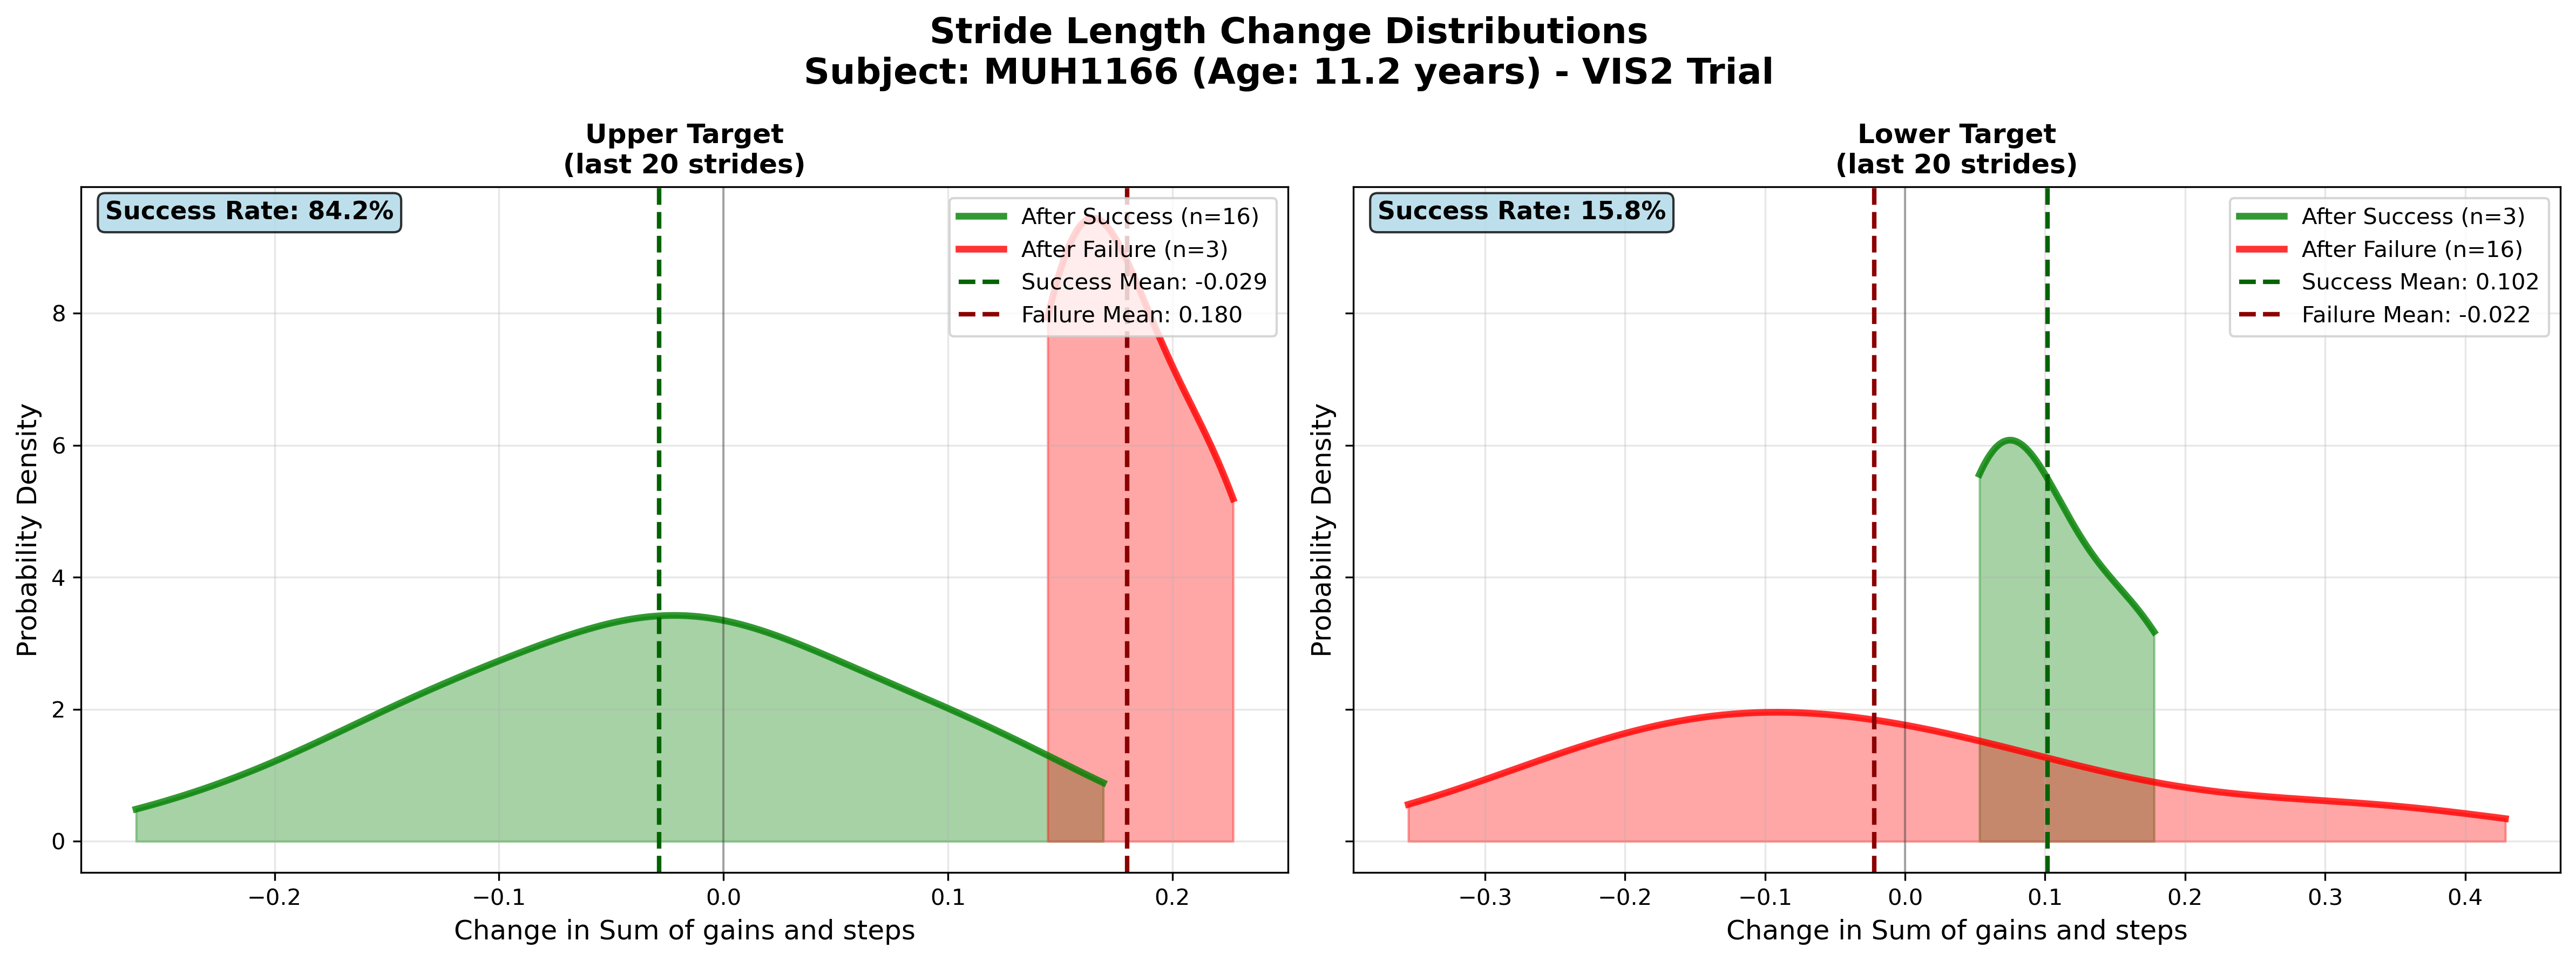 Stride Length Change Distributions
Subject: MUH1166 (Age: 11.2 years) - VIS2 Trial
Upper Target
(last 20 strides)
Success Rate: 84.2%
After Success (n=16)
After Failure (n=3)
Success Mean: -0.029
Failure Mean: 0.180
Probability Density
8
6
4
2
0
−0.2
−0.1
0.0
0.1
0.2
Change in Sum of gains and steps
Lower Target
(last 20 strides)
Success Rate: 15.8%
After Success (n=3)
After Failure (n=16)
Success Mean: 0.102
Failure Mean: -0.022
Probability Density
−0.3
−0.2
−0.1
0.0
0.1
0.2
0.3
0.4
Change in Sum of gains and steps